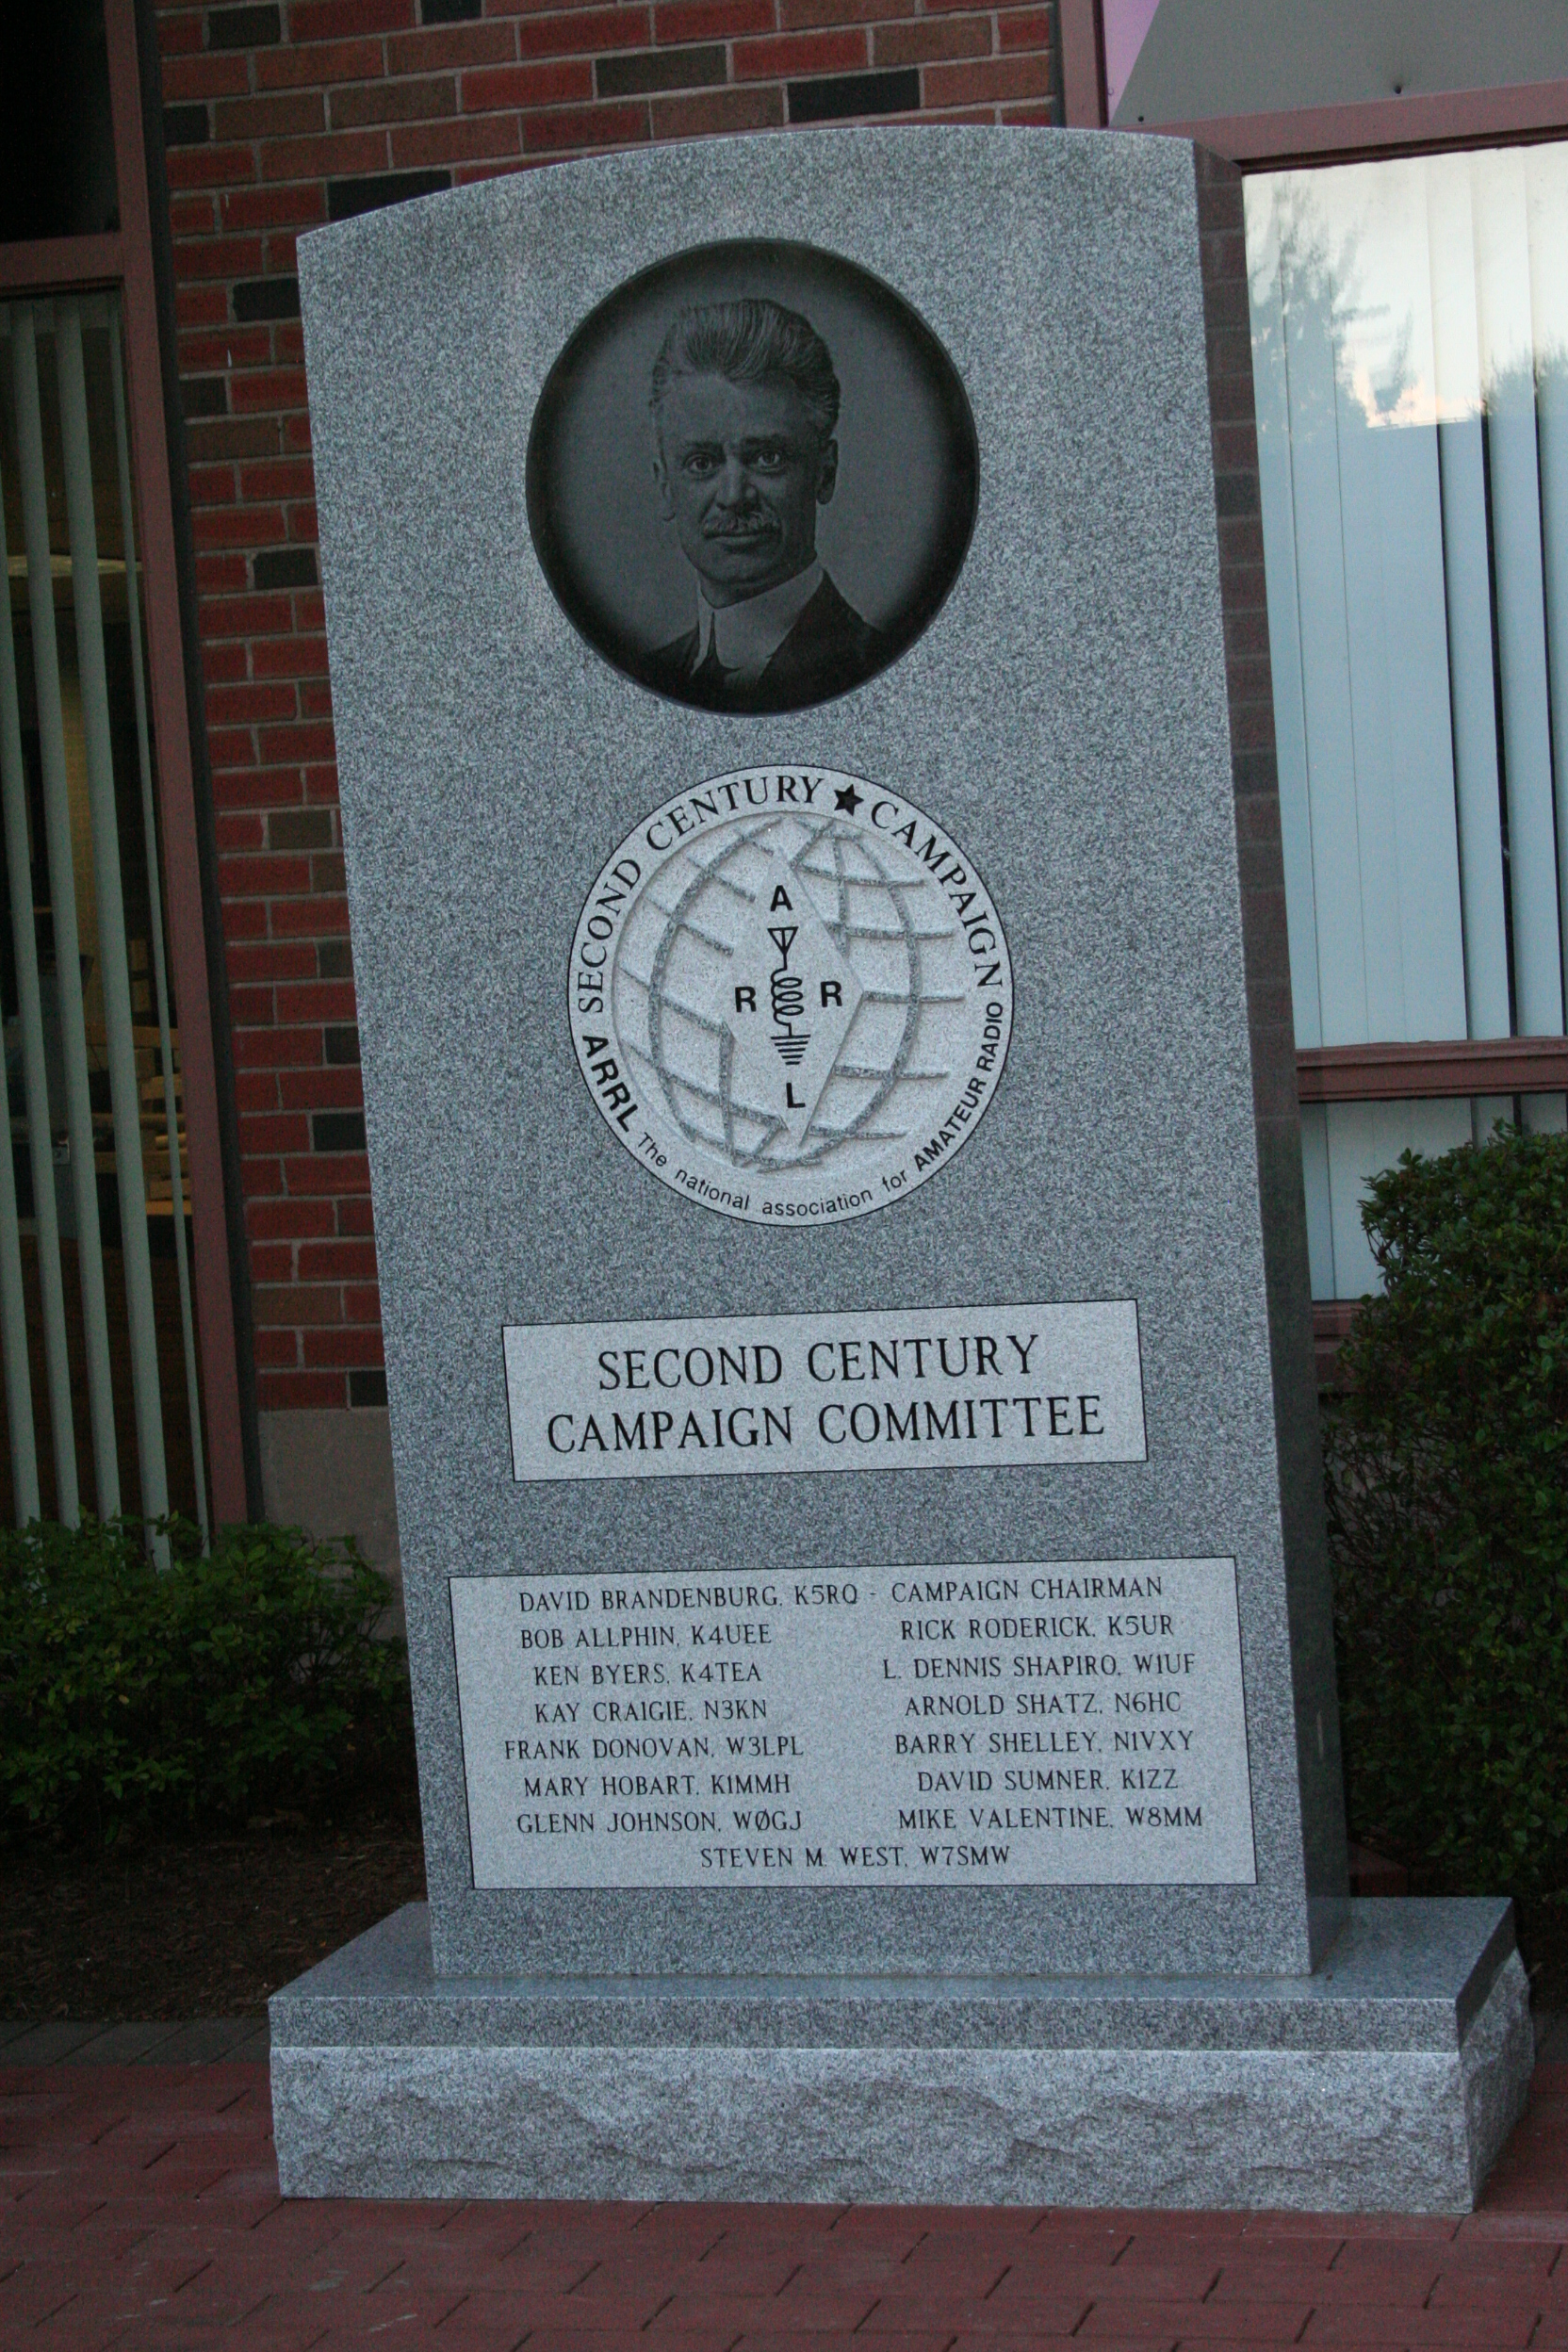 SECOND CENTURY ★ CAMPAIGN
ARRL The national association for AMATEUR RADIO
A
R R
L
SECOND CENTURY
CAMPAIGN COMMITTEE
DAVID BRANDENBURG, K5RQ - CAMPAIGN CHAIRMAN
BOB ALLPHIN, K4UEE RICK RODERICK, K5UR
KEN BYERS, K4TEA L. DENNIS SHAPIRO, W1UF
KAY CRAIGIE, N3KN ARNOLD SHATZ, N6HC
FRANK DONOVAN, W3LPL BARRY SHELLEY, N1VXY
MARY HOBART, K1MMH DAVID SUMNER, K1ZZ
GLENN JOHNSON, WØGJ MIKE VALENTINE, W8MM
STEVEN M. WEST, W7SMW